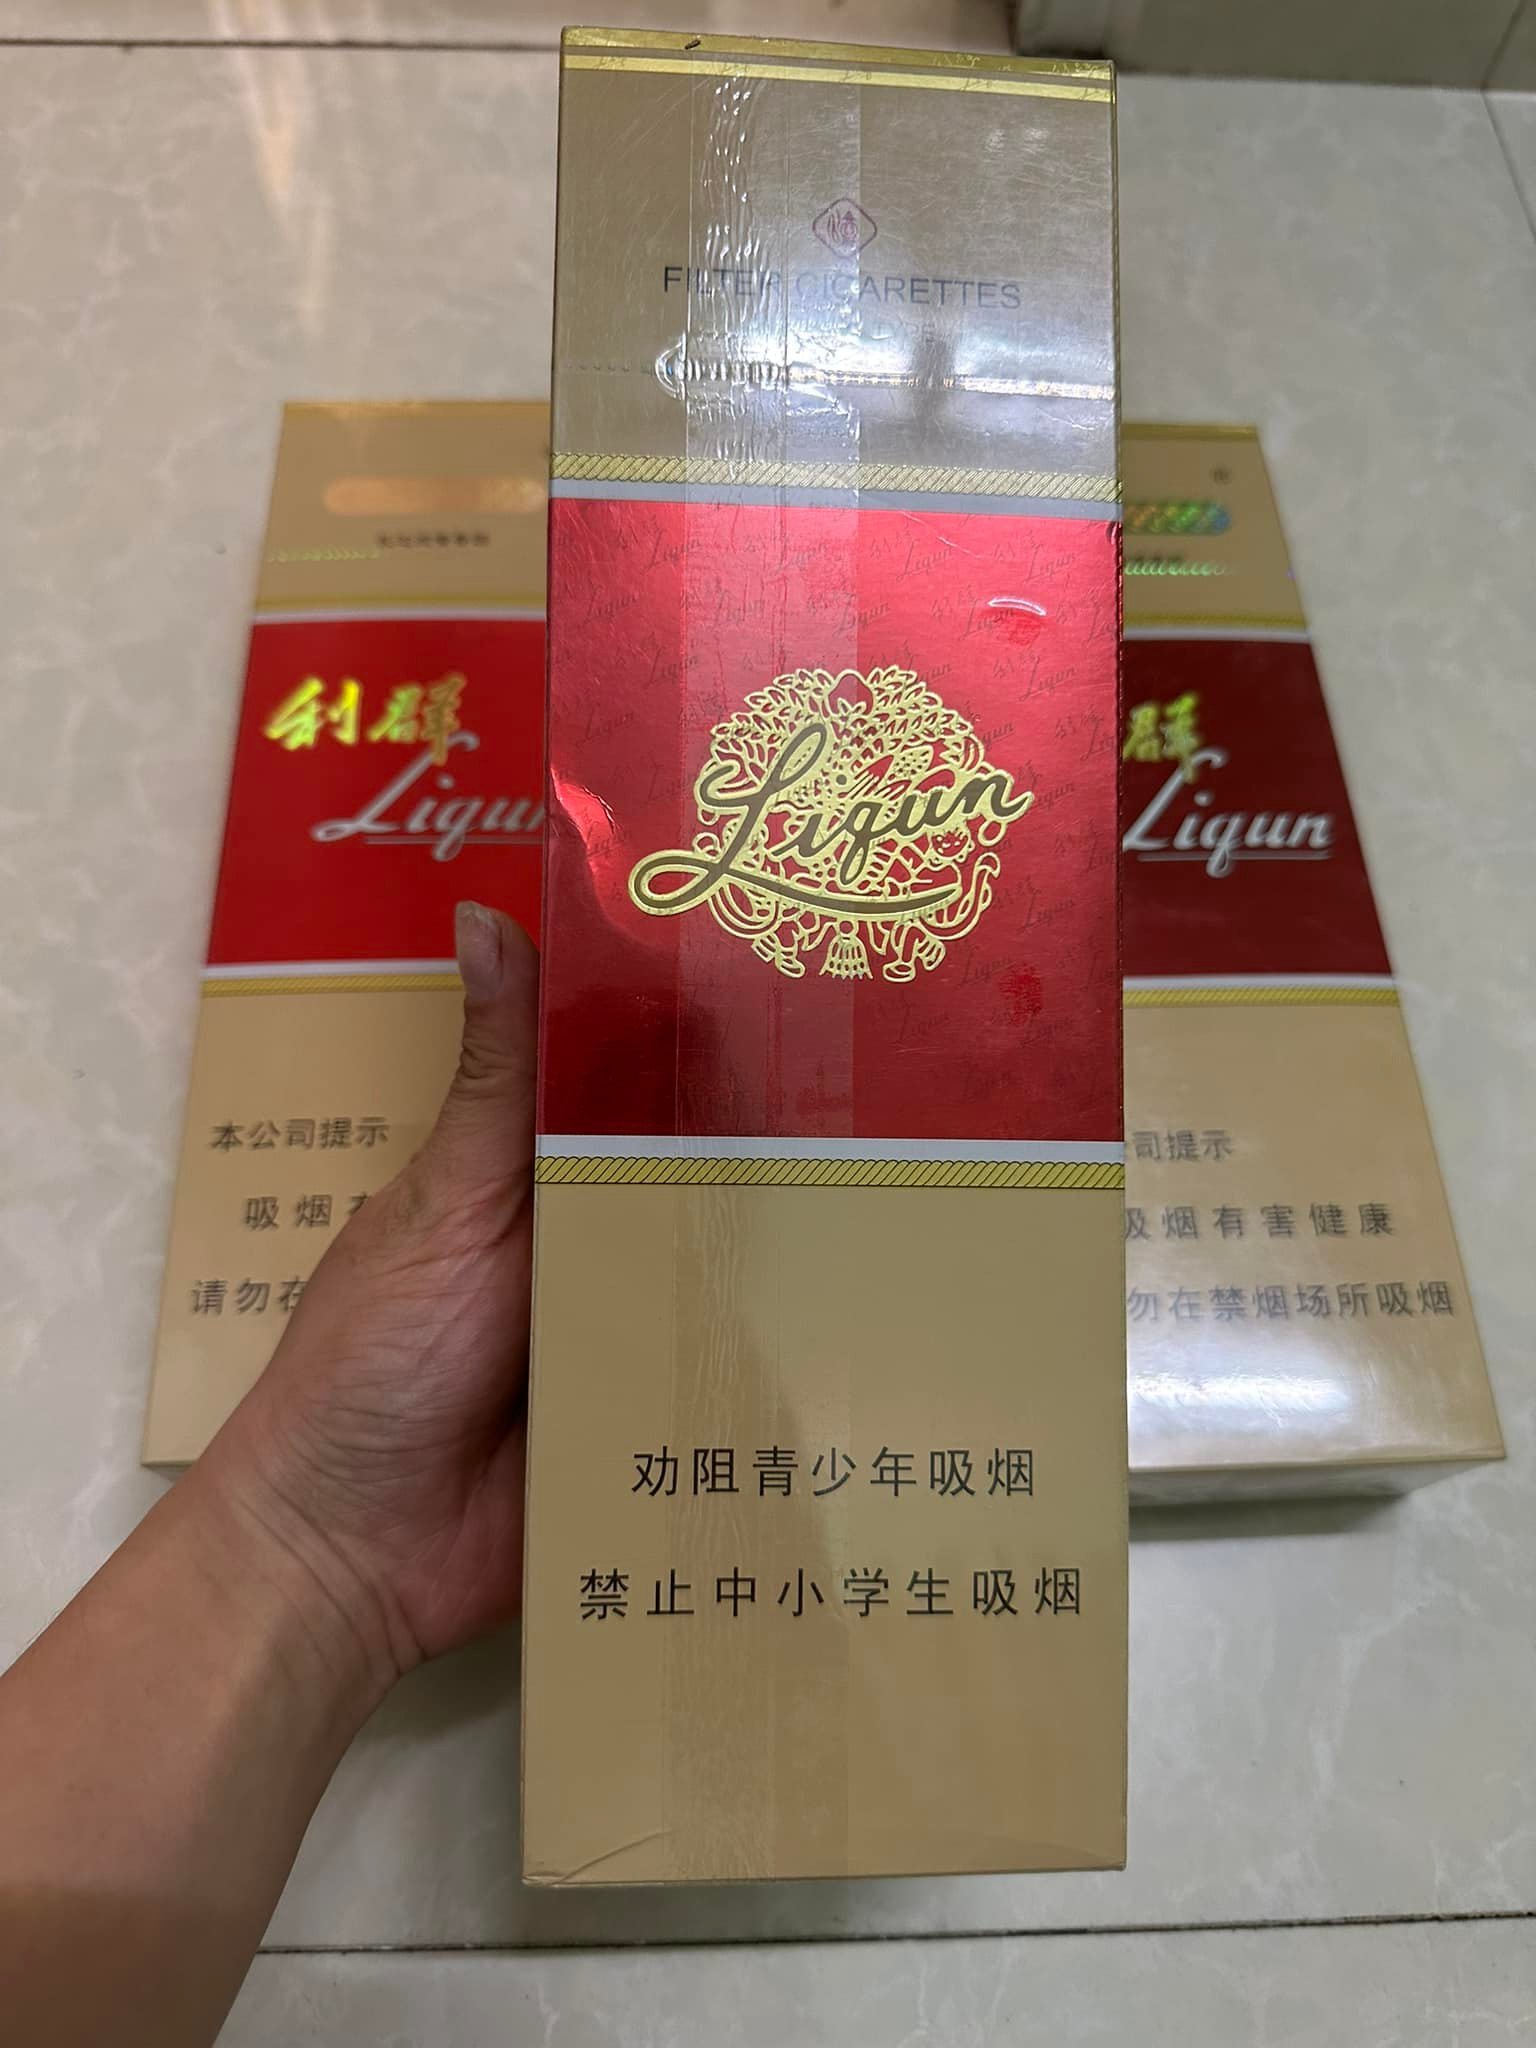 FILTER CIGARETTES
TYPE
Liqun
劝阻青少年吸烟
禁止中小学生吸烟
利群
Liqun
本公司提示
吸烟
请勿在
群
Liqun
司提示
吸烟有害健康
勿在禁烟场所吸烟